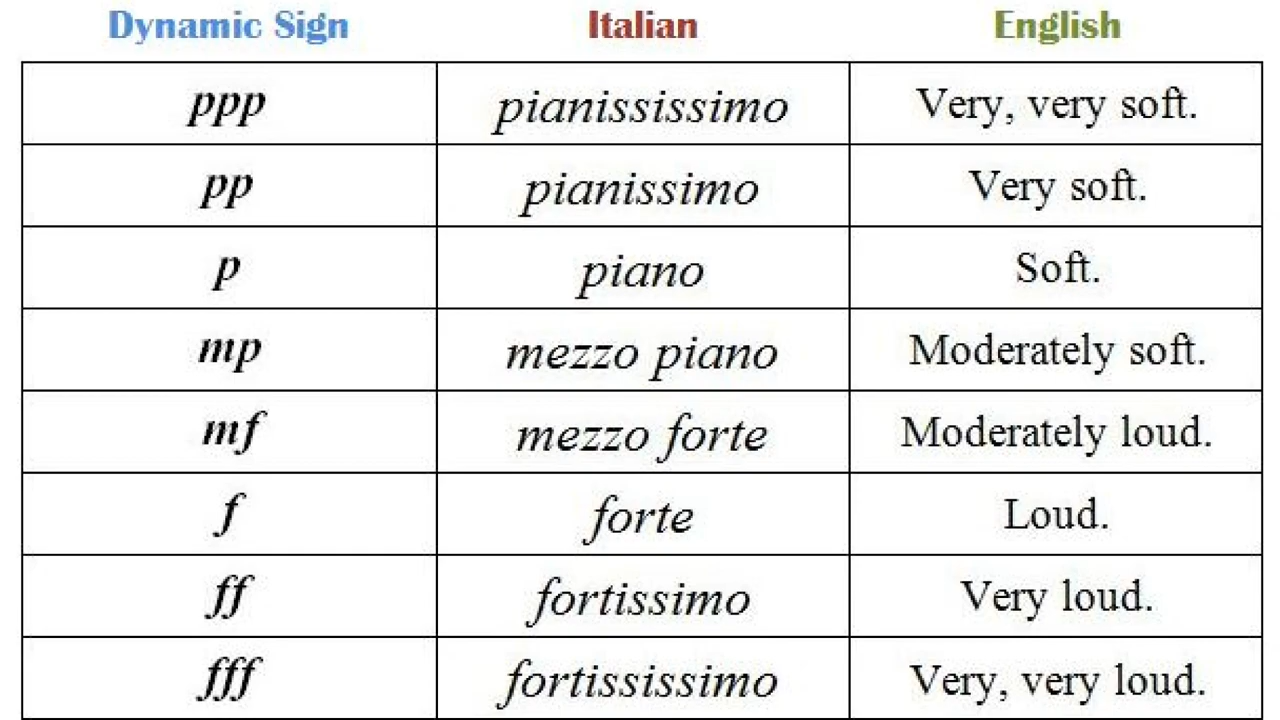 Dynamic Sign Italian English
ppp pianississimo Very, very soft.
pp pianissimo Very soft.
p piano Soft.
mp mezzo piano Moderately soft.
mf mezzo forte Moderately loud.
f forte Loud.
ff fortissimo Very loud.
fff fortississimo Very, very loud.